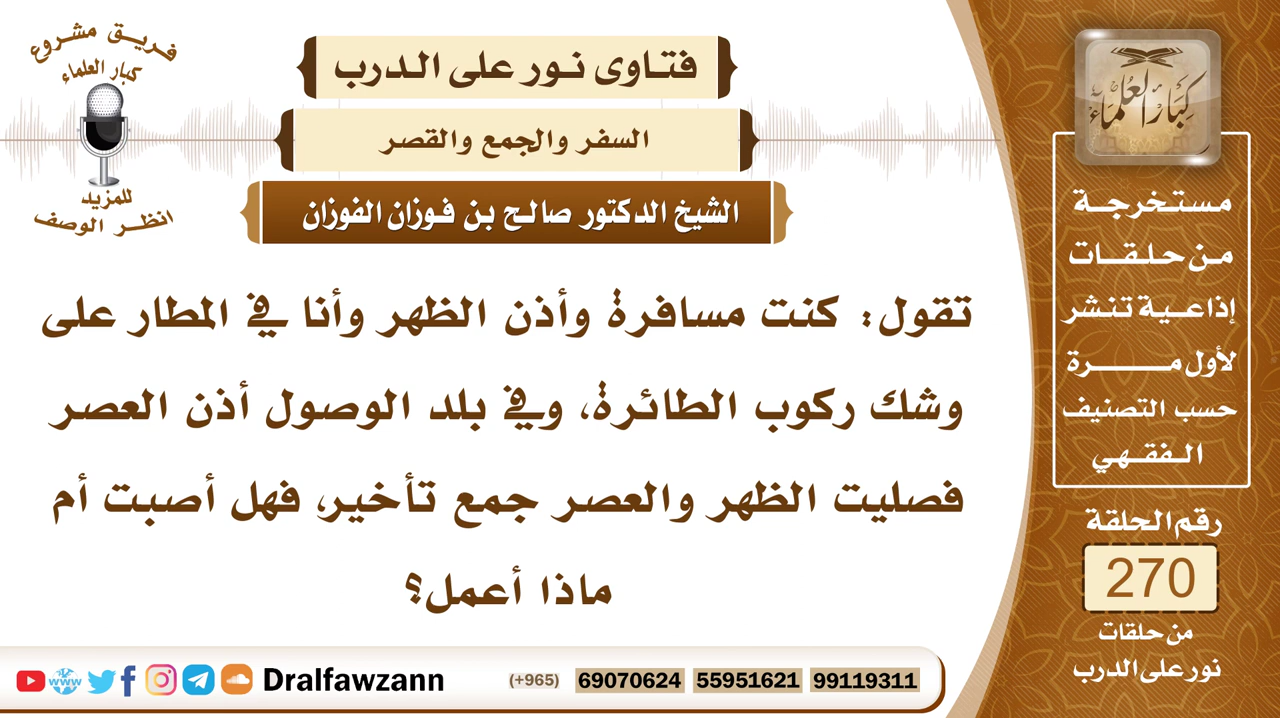 فريق مشروع
كبار العلماء
للمزيد
انظر الوصف
فتاوى نور على الدرب
السفر والجمع والقصر
الشيخ الدكتور صالح بن فوزان الفوزان
تقول: كنت مسافرة وأذن الظهر وأنا في المطار على
وشك ركوب الطائرة، وفي بلد الوصول أذن العصر
فصليت الظهر والعصر جمع تأخير، فهل أصبت أم
ماذا أعمل؟
كبار العلماء
مستخرجة
من حلقات
إذاعية تنشر
لأول مرة
حسب التصنيف
الفقهي
رقم الحلقة
270
من حلقات
نور على الدرب
www Dralfawzann (+965) 69070624 55951621 99119311